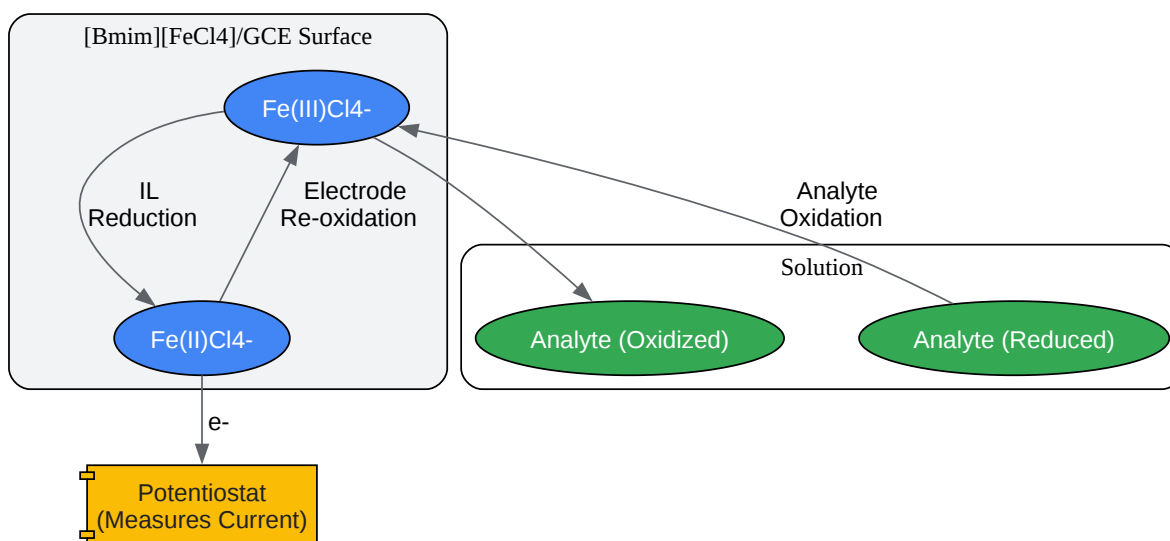 [Bmim][FeCl4]/GCE Surface
Fe(III)Cl4-
IL
Reduction
Electrode
Re-oxidation
Analyte
Oxidation
Solution
Fe(II)Cl4-
Analyte (Oxidized)
Analyte (Reduced)
e-
Potentiostat
(Measures Current)